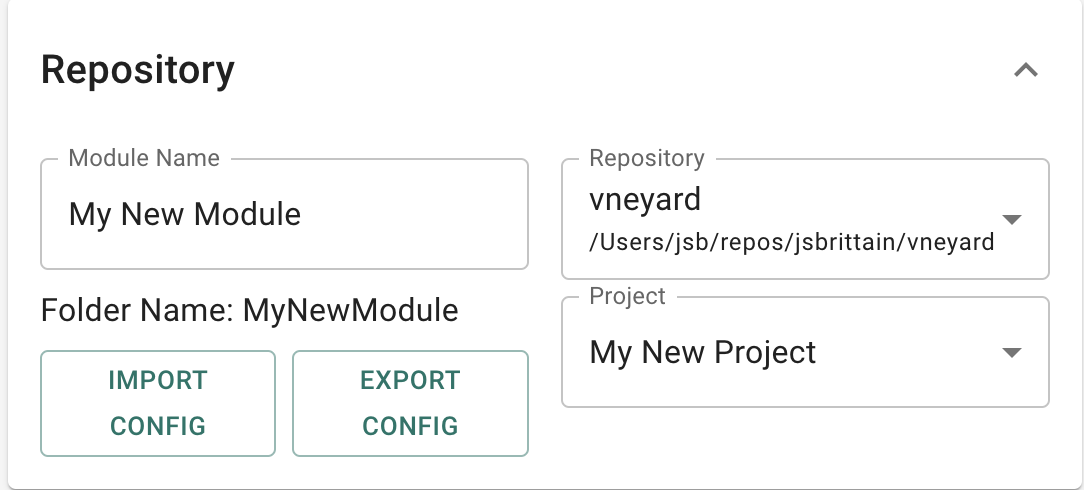 Repository
Module Name
My New Module
Folder Name: MyNewModule
IMPORT
CONFIG
EXPORT
CONFIG
Repository
vneyard
/Users/jsb/repos/jsbrittain/vneyard
Project
My New Project